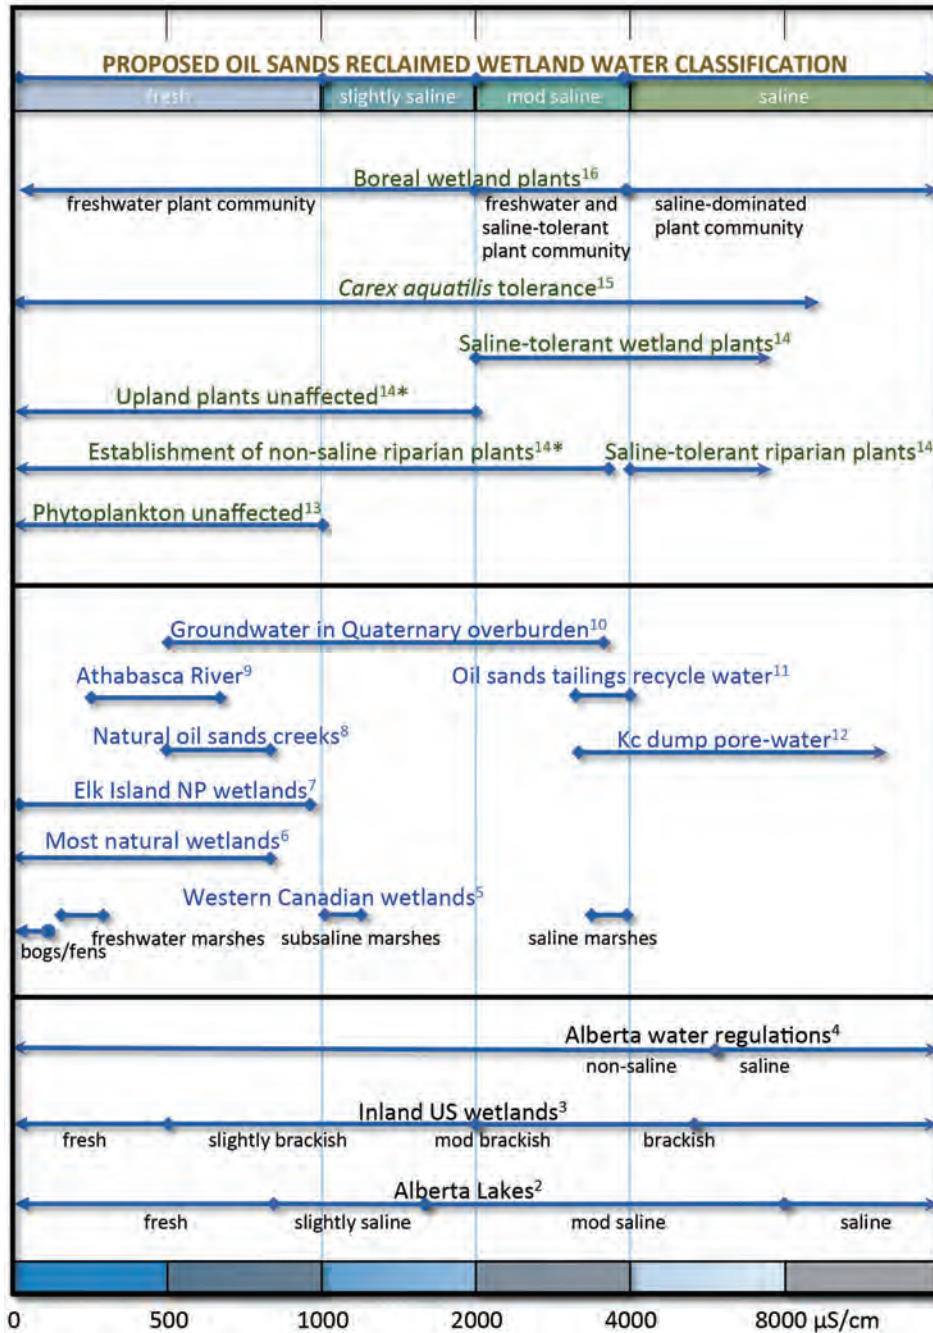 PROPOSED OIL SANDS RECLAIMED WETLAND WATER CLASSIFICATION
fresh slightly saline mod saline saline
Boreal wetland plants16
freshwater plant community freshwater and saline-dominated
saline-tolerant plant community
plant community
Carex aquatilis tolerance15
Saline-tolerant wetland plants14
Upland plants unaffected14*
Establishment of non-saline riparian plants14* Saline-tolerant riparian plants14
Phytoplankton unaffected13
Groundwater in Quaternary overburden10
Athabasca River9 Oil sands tailings recycle water11
Natural oil sands creeks8 Kc dump pore-water12
Elk Island NP wetlands7
Most natural wetlands6
Western Canadian wetlands5
freshwater marshes subsaline marshes saline marshes
bogs/fens
Alberta water regulations4
non-saline saline
Inland US wetlands3
fresh slightly brackish mod brackish brackish
Alberta Lakes2
fresh slightly saline mod saline saline
0 500 1000 2000 4000 8000 µS/cm